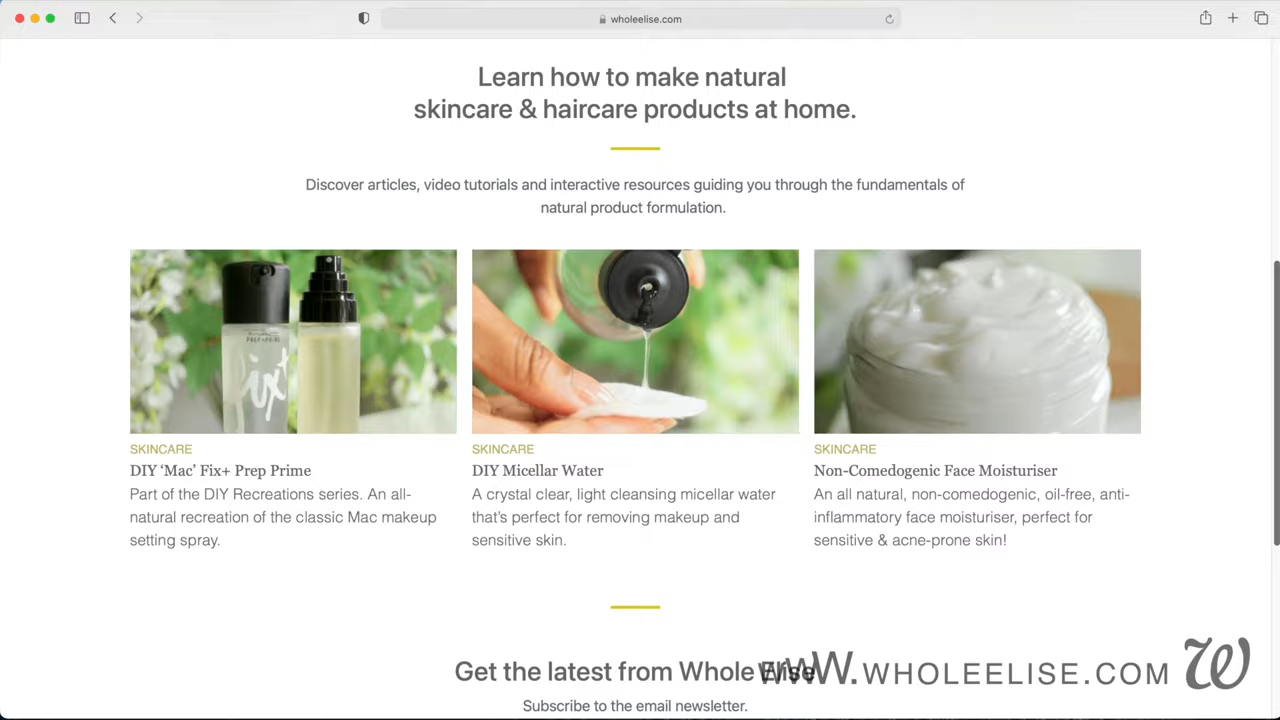 wholeelise.com
Learn how to make natural
skincare & haircare products at home.
Discover articles, video tutorials and interactive resources guiding you through the fundamentals of
natural product formulation.
PREP+PRIME
Fix+
SKINCARE
DIY ‘Mac’ Fix+ Prep Prime
Part of the DIY Recreations series. An all-
natural recreation of the classic Mac makeup
setting spray.
SKINCARE
DIY Micellar Water
A crystal clear, light cleansing micellar water
that’s perfect for removing makeup and
sensitive skin.
SKINCARE
Non-Comedogenic Face Moisturiser
An all natural, non-comedogenic, oil-free, anti-
inflammatory face moisturiser, perfect for
sensitive & acne-prone skin!
Get the latest from Whole Elise
WWW.WHOLEELISE.COM w
Subscribe to the email newsletter.